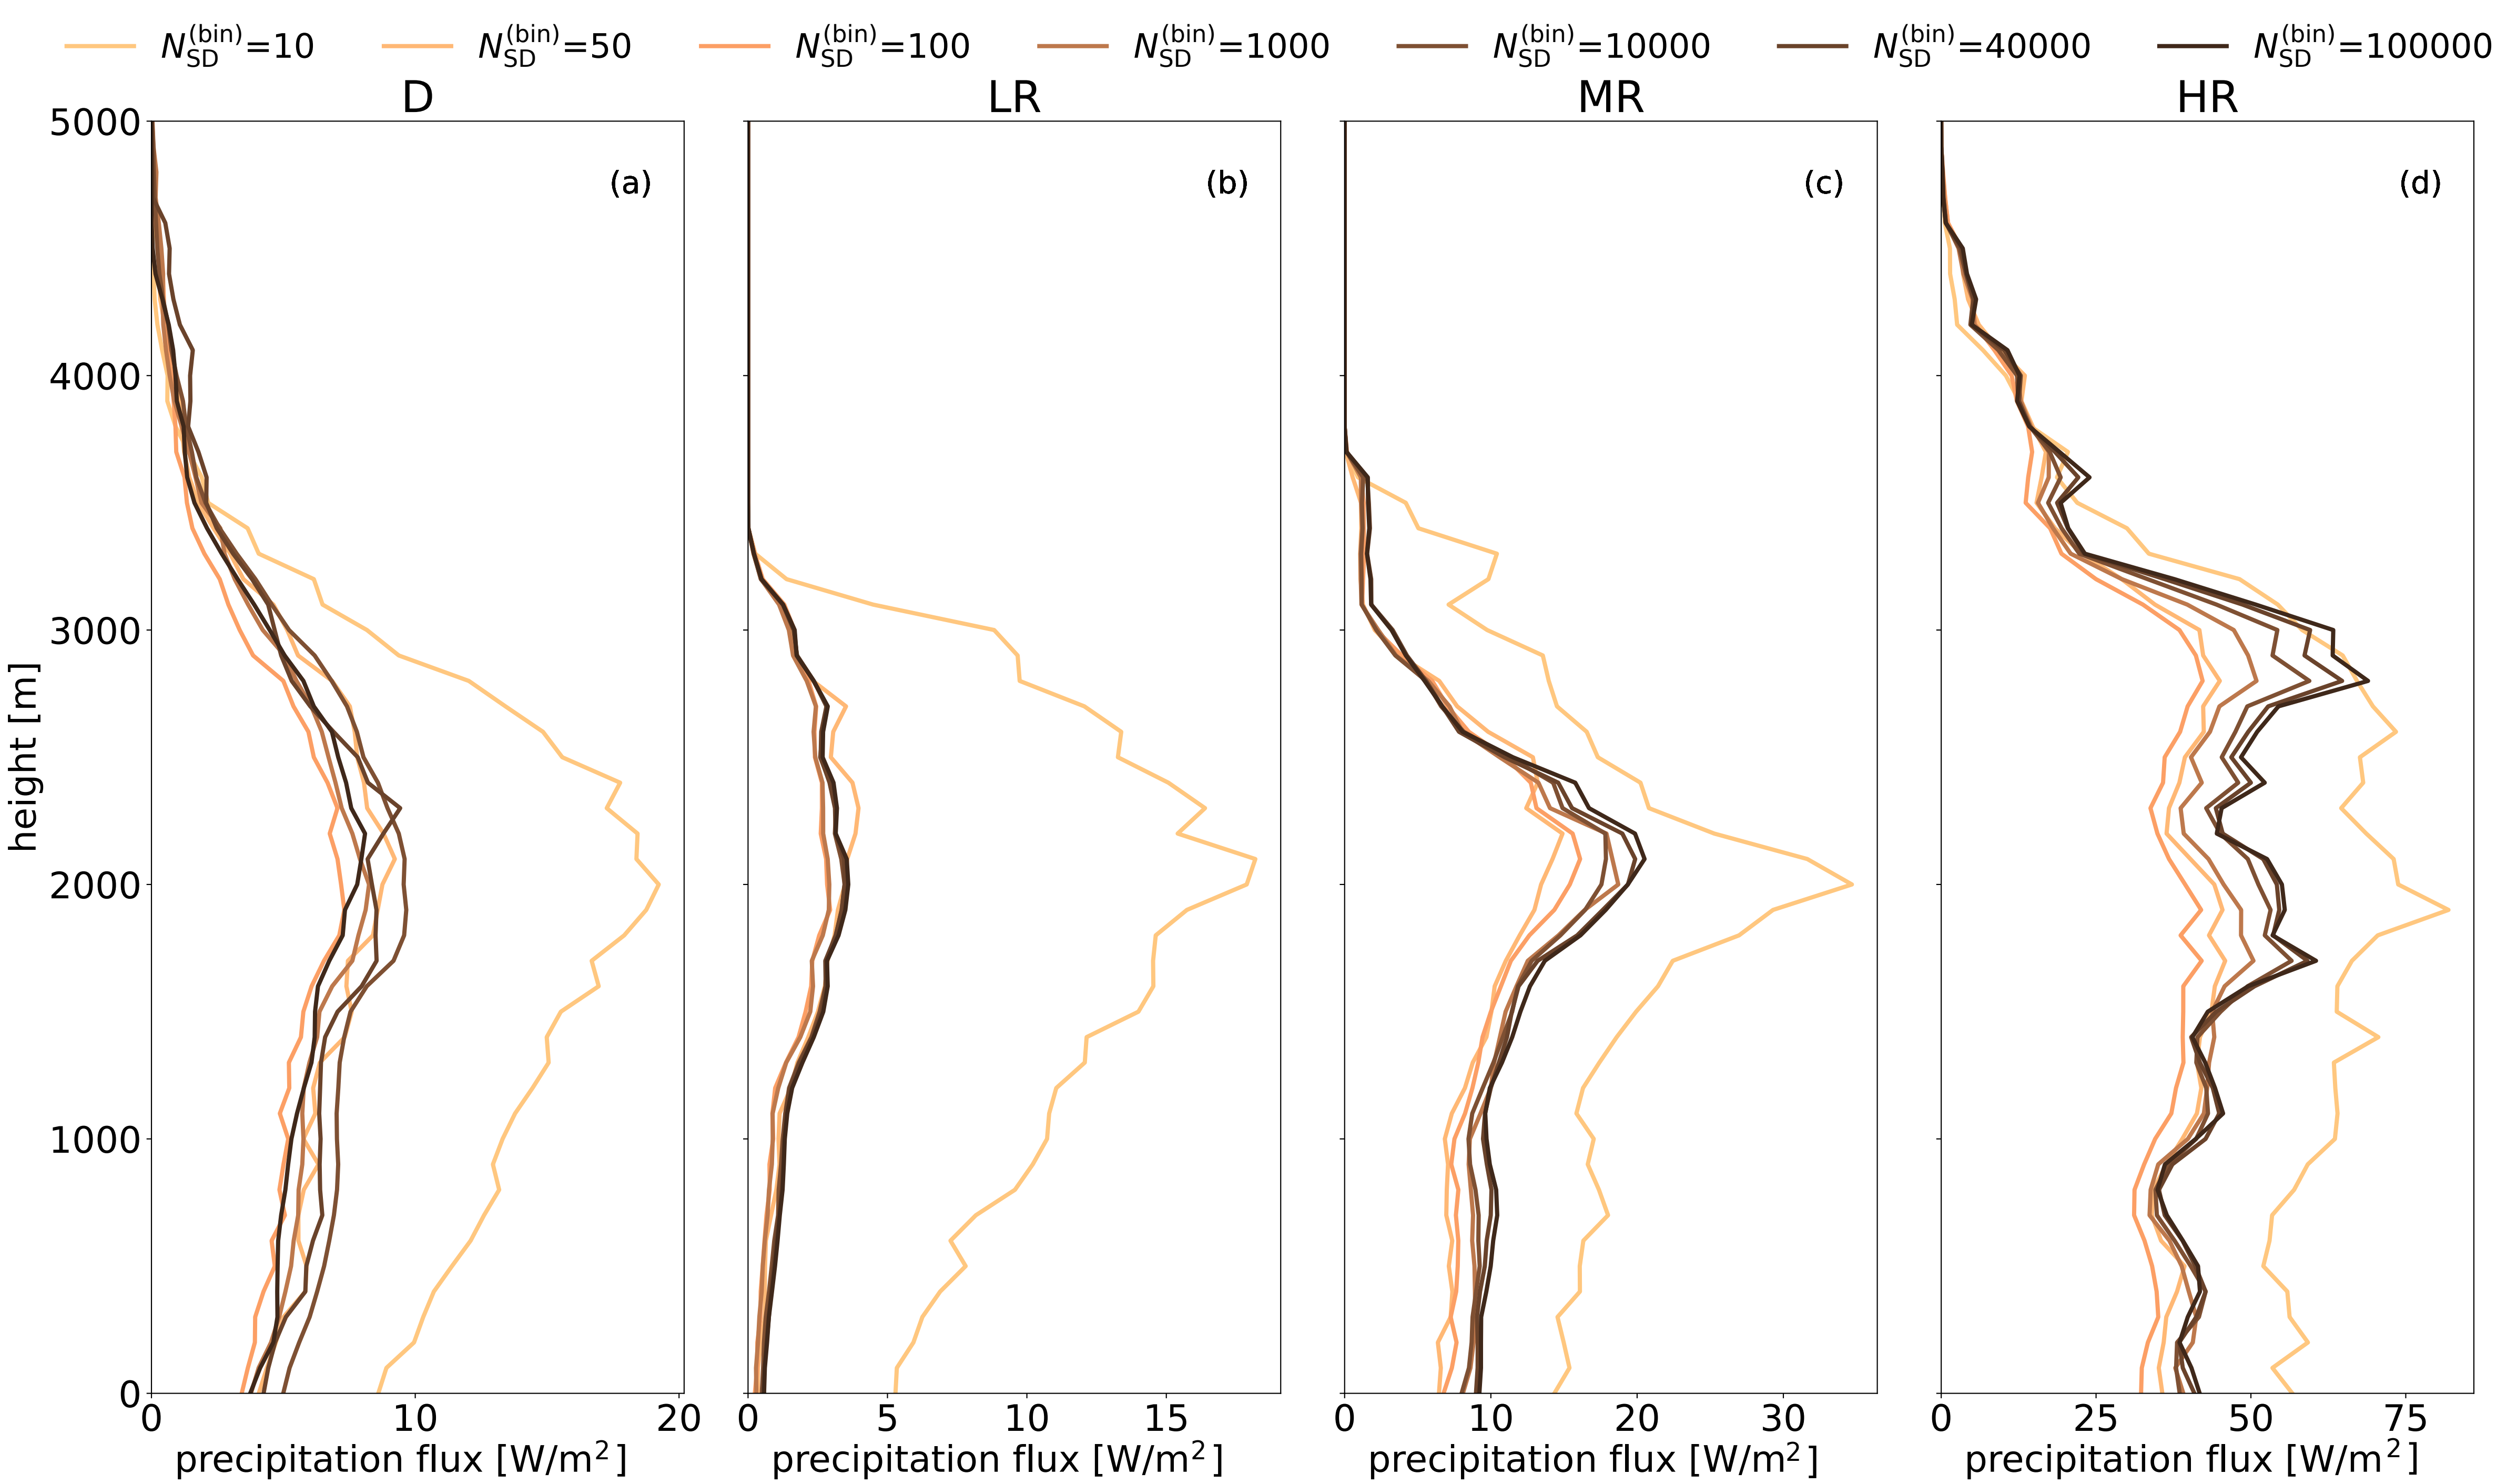 N_SD^(bin)=10 N_SD^(bin)=50 N_SD^(bin)=100 N_SD^(bin)=1000 N_SD^(bin)=10000 N_SD^(bin)=40000 N_SD^(bin)=100000
D LR MR HR
(a) (b) (c) (d)
5000
4000
3000
2000
1000
0
height [m]
0 10 20 0 5 10 15 0 10 20 30 0 25 50 75
precipitation flux [W/m²] precipitation flux [W/m²] precipitation flux [W/m²] precipitation flux [W/m²]